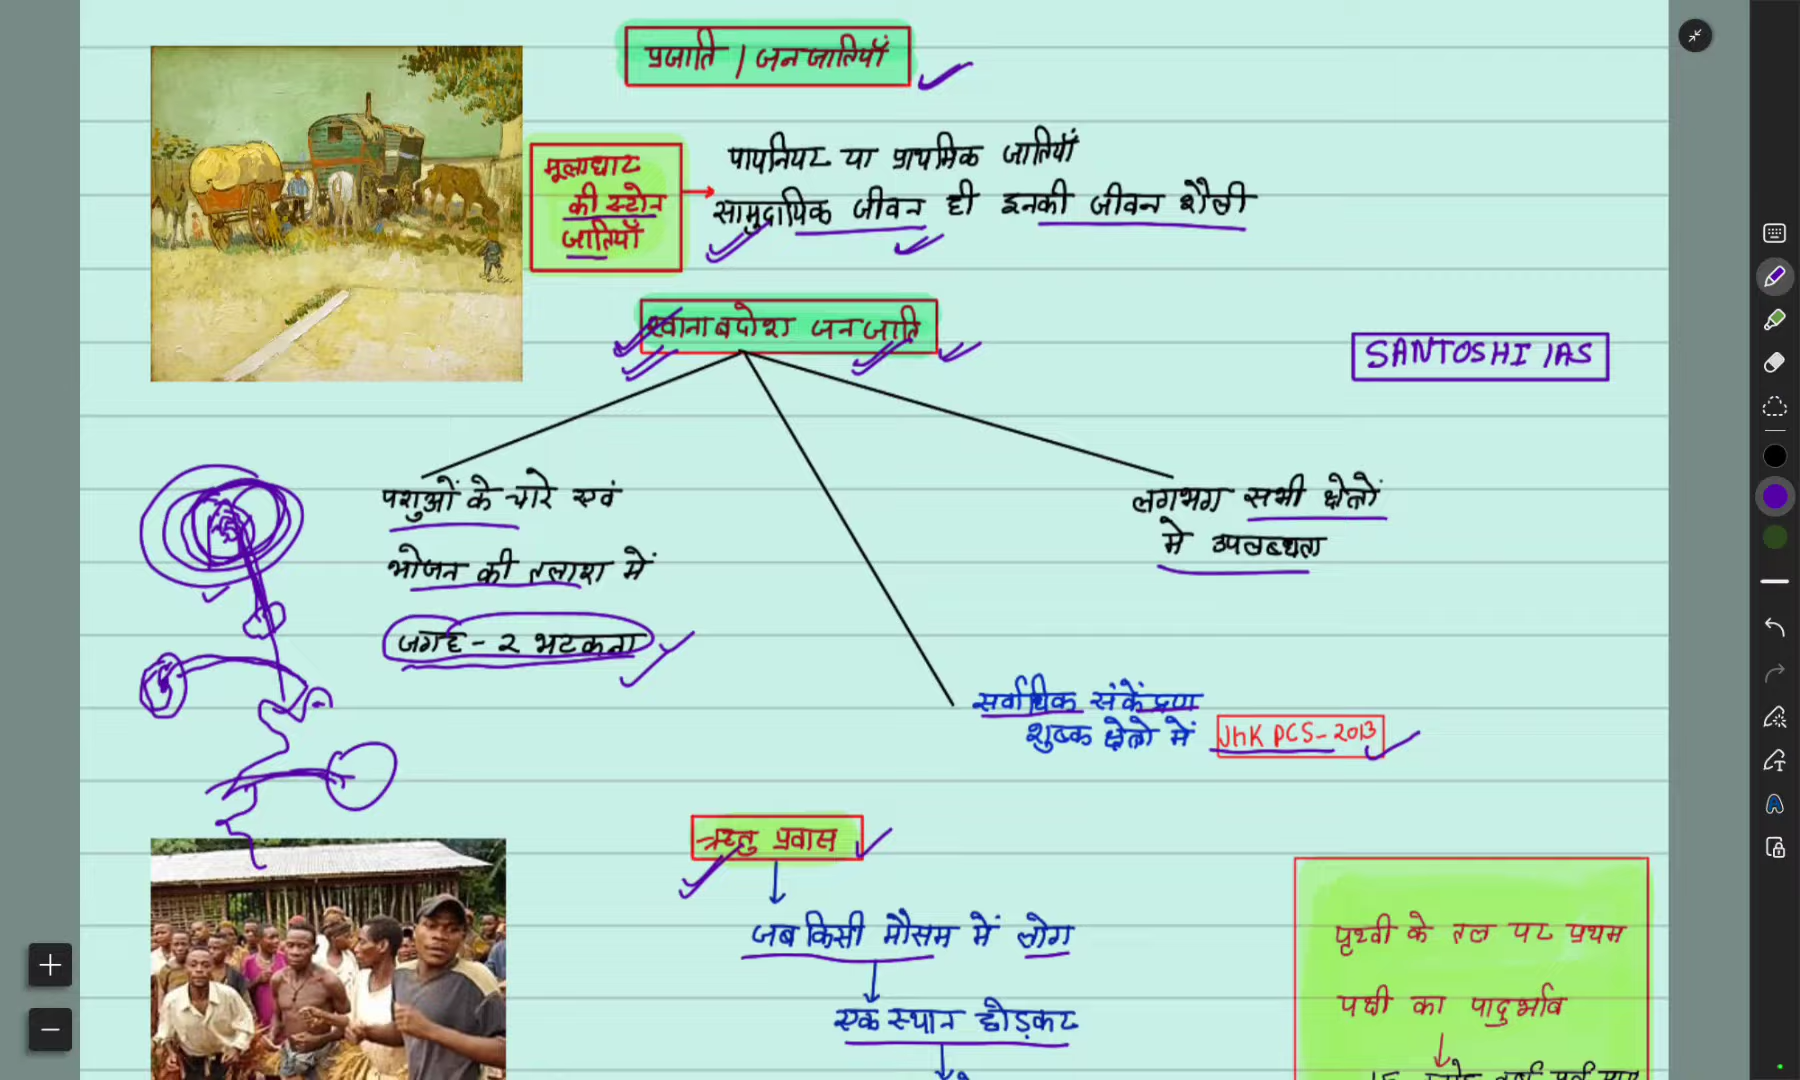 प्रजाति / जनजातियाँ
मूलाधार
की स्टोन
जातियाँ
पायनियर या प्राथमिक जातियाँ
सामुदायिक जीवन ही इनकी जीवन शैली
खानाबदोश जनजाति
SANTOSHI IAS
पशुओं के चारे एवं
भोजन की तलाश में
जगह - २ भटकना
लगभग सभी क्षेत्रों
में उपलब्धता
सर्वाधिक संकेंद्रण
शुष्क क्षेत्रो में
JhK PCS - 2013
ऋतु प्रवास
जब किसी मौसम में लोग
एक स्थान छोड़कर
पृथ्वी के तल पर प्रथम
पक्षी का पादुर्भाव